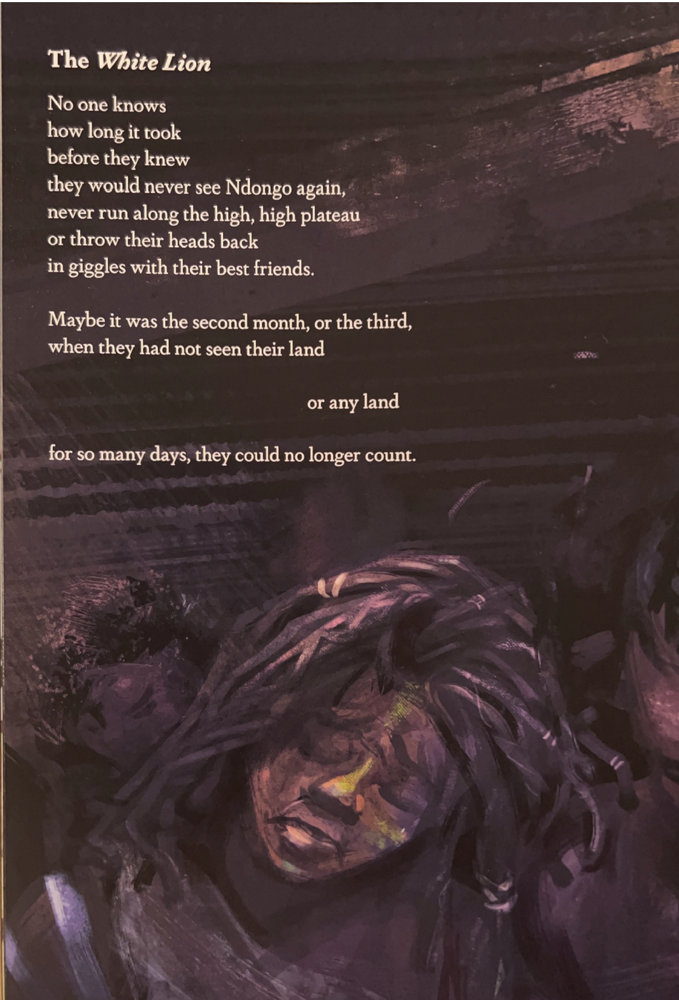 The White Lion
No one knows
how long it took
before they knew
they would never see Ndongo again,
never run along the high, high plateau
or throw their heads back
in giggles with their best friends.
Maybe it was the second month, or the third,
when they had not seen their land
or any land
for so many days, they could no longer count.